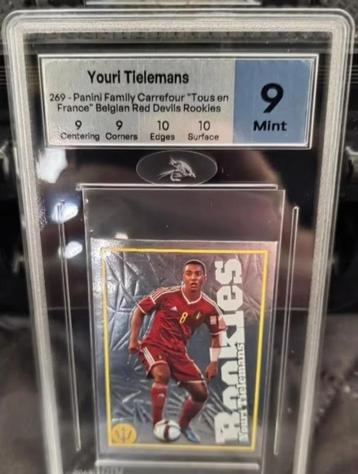 Youri Tielemans
269 - Panini Family Carrefour "Tous en
France" Belgian Red Devils Rookies
9 9 10 10
Centering Corners Edges Surface
9
Mint
8
Rookies
Youri Tielemans